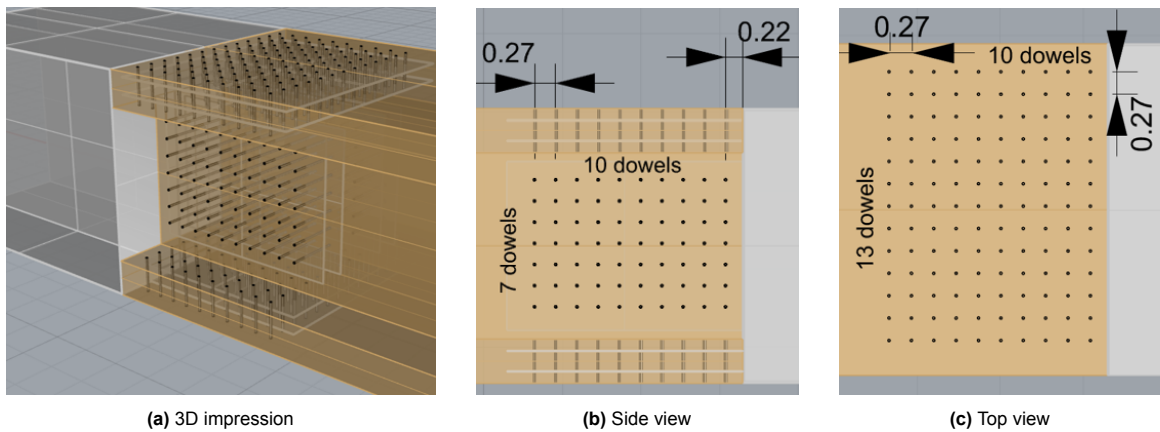 0.27
0.22
10 dowels
7 dowels
0.27
10 dowels
0.27
13 dowels
(a) 3D impression
(b) Side view
(c) Top view